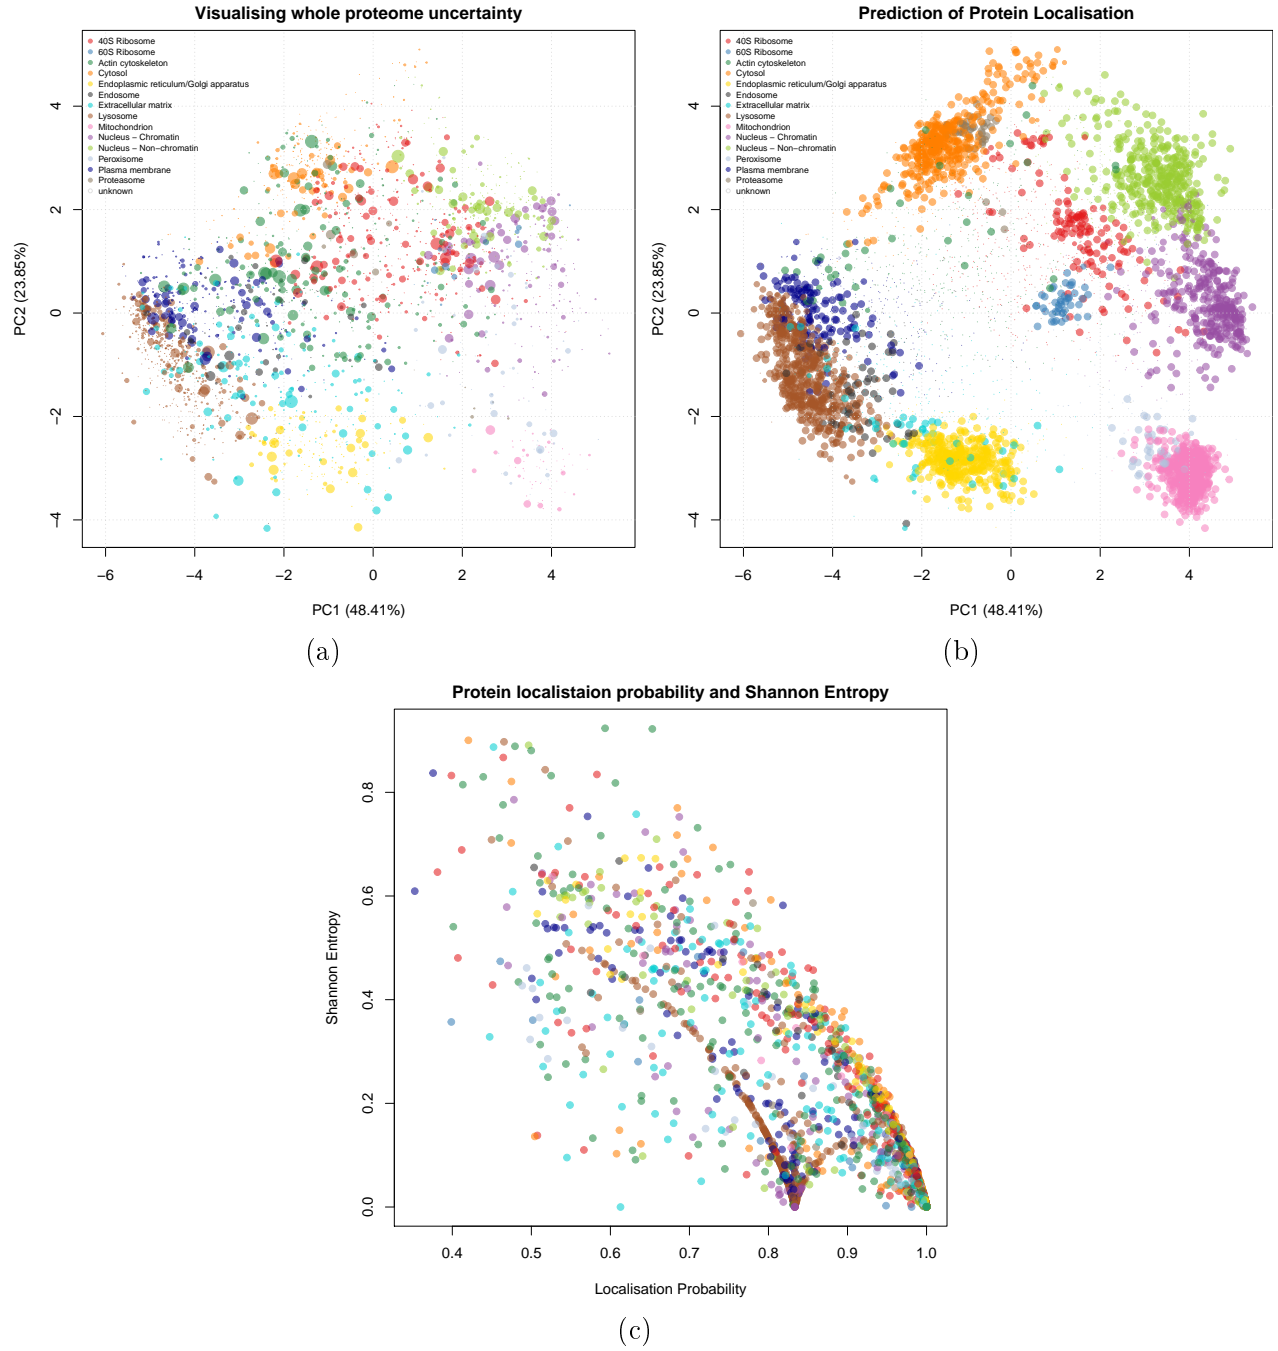 Visualising whole proteome uncertainty
40S Ribosome
60S Ribosome
Actin cytoskeleton
Cytosol
Endoplasmic reticulum/Golgi apparatus
Endosome
Extracellular matrix
Lysosome
Mitochondrion
Nucleus − Chromatin
Nucleus − Non−chromatin
Peroxisome
Plasma membrane
Proteasome
unknown
4
2
0
−2
−4
PC2 (23.85%)
−6 −4 −2 0 2 4
PC1 (48.41%)
(a)
Prediction of Protein Localisation
40S Ribosome
60S Ribosome
Actin cytoskeleton
Cytosol
Endoplasmic reticulum/Golgi apparatus
Endosome
Extracellular matrix
Lysosome
Mitochondrion
Nucleus − Chromatin
Nucleus − Non−chromatin
Peroxisome
Plasma membrane
Proteasome
unknown
4
2
0
−2
−4
PC2 (23.85%)
−6 −4 −2 0 2 4
PC1 (48.41%)
(b)
Protein localistaion probability and Shannon Entropy
0.8
0.6
0.4
0.2
0.0
Shannon Entropy
0.4 0.5 0.6 0.7 0.8 0.9 1.0
Localisation Probability
(c)